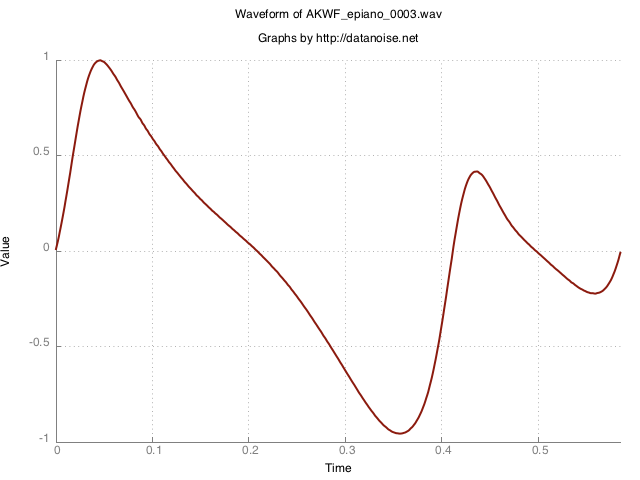 Waveform of AKWF_epiano_0003.wav
Graphs by http://datanoise.net
1
0.5
0
-0.5
-1
Value
0 0.1 0.2 0.3 0.4 0.5
Time